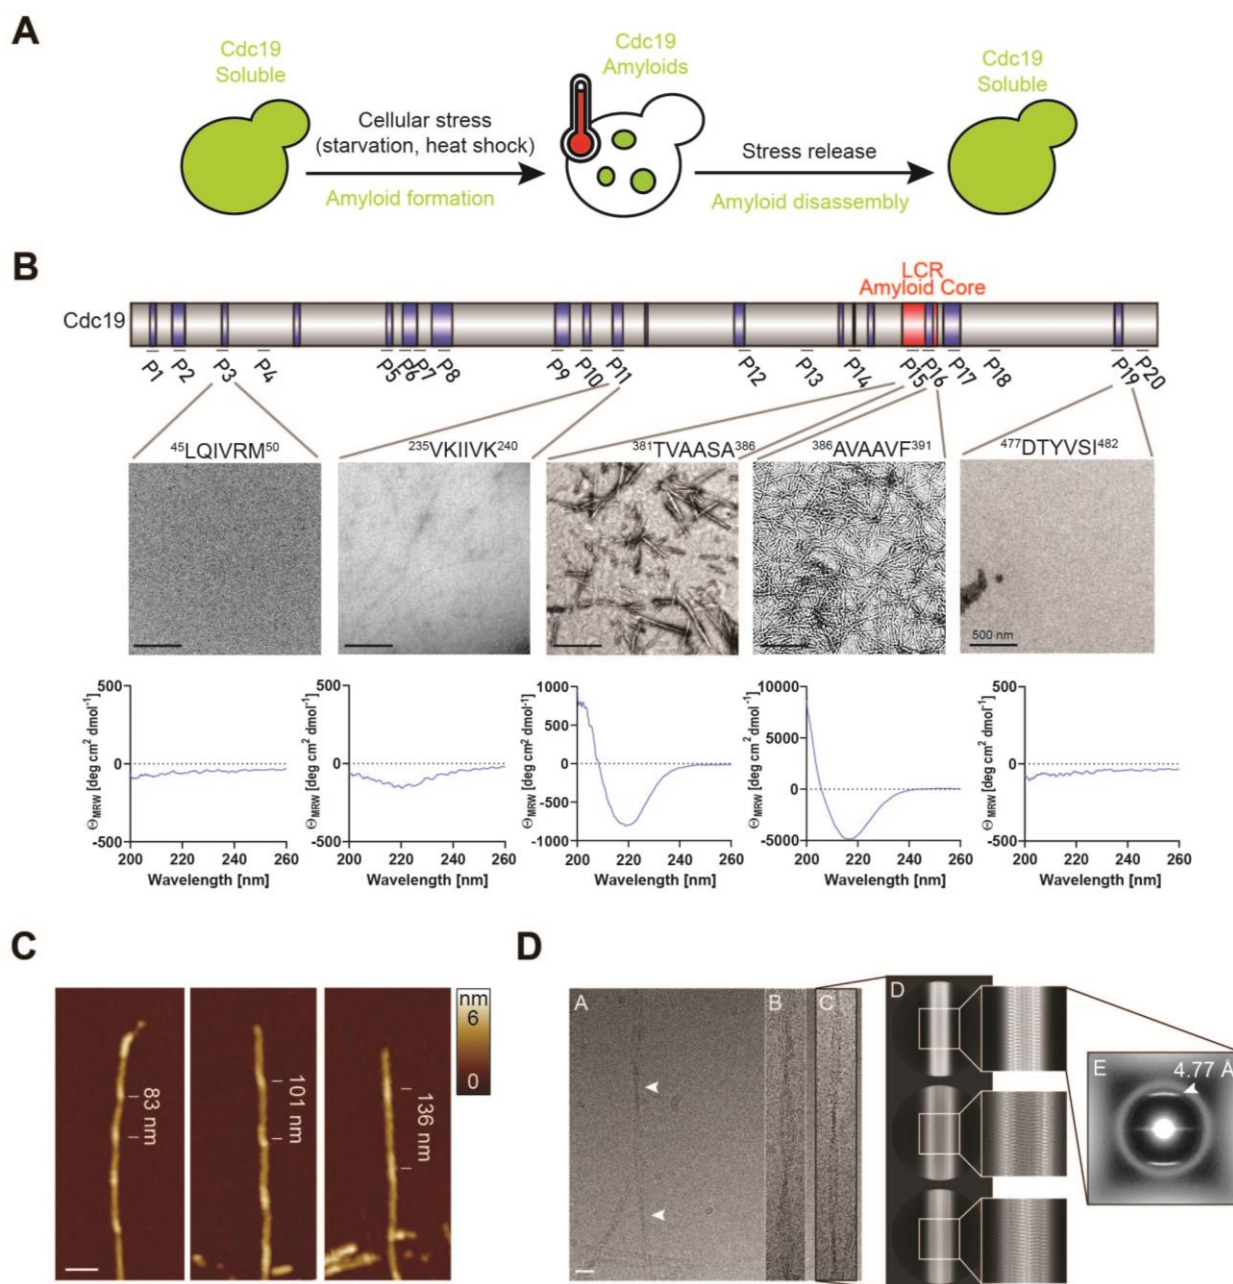 A
Cdc19
Soluble
Cellular stress
(starvation, heat shock)
Amyloid formation
Cdc19
Amyloids
Stress release
Amyloid disassembly
Cdc19
Soluble
B
LCR
Amyloid Core
Cdc19
P1 P2 P3 P4 P5 P6 P7 P8 P9 P10 P11 P12 P13 P14 P15 P16 P17 P18 P19 P20
⁴⁵LQIVRM⁵⁰
²³⁵VKIIVK²⁴⁰
³⁸¹TVAASA³⁸⁶
³⁸⁶AVAAVF³⁹¹
⁴⁷⁷DTYVSI⁴⁸²
500 nm
Θ MRW [deg cm² dmol⁻¹]
500
0
-500
200 220 240 260
Wavelength [nm]
Θ MRW [deg cm² dmol⁻¹]
500
0
-500
200 220 240 260
Wavelength [nm]
Θ MRW [deg cm² dmol⁻¹]
1000
500
0
-500
-1000
200 220 240 260
Wavelength [nm]
Θ MRW [deg cm² dmol⁻¹]
10000
5000
0
-5000
200 220 240 260
Wavelength [nm]
Θ MRW [deg cm² dmol⁻¹]
500
0
-500
200 220 240 260
Wavelength [nm]
C
83 nm
101 nm
136 nm
nm
6
0
D
A
B
C
D
E
4.77 Å